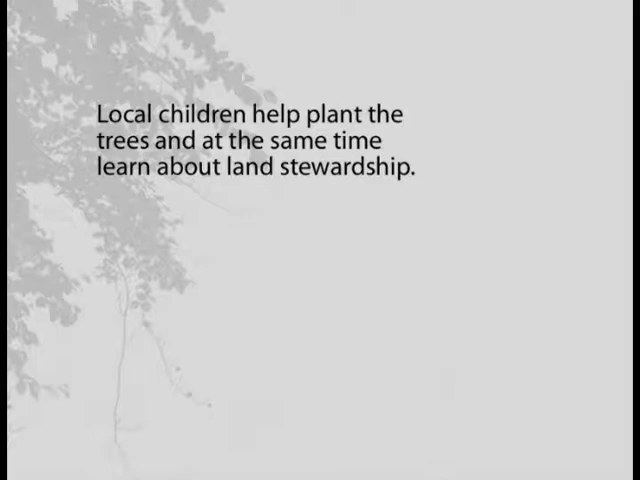 Local children help plant the
trees and at the same time
learn about land stewardship.